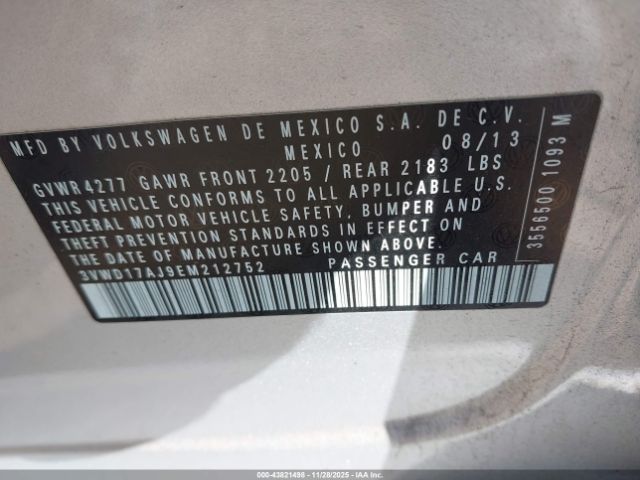 MFD BY VOLKSWAGEN DE MEXICO S.A. DE C.V.
MEXICO 08/13
GVWR4277 GAWR FRONT 2205 / REAR 2183 LBS
THIS VEHICLE CONFORMS TO ALL APPLICABLE U.S.
FEDERAL MOTOR VEHICLE SAFETY, BUMPER AND
THEFT PREVENTION STANDARDS IN EFFECT ON
THE DATE OF MANUFACTURE SHOWN ABOVE.
3VWD17AJ9EM212752 PASSENGER CAR
3556500 1093 M
000-43821498 | 11/28/2025 | IAA Inc.